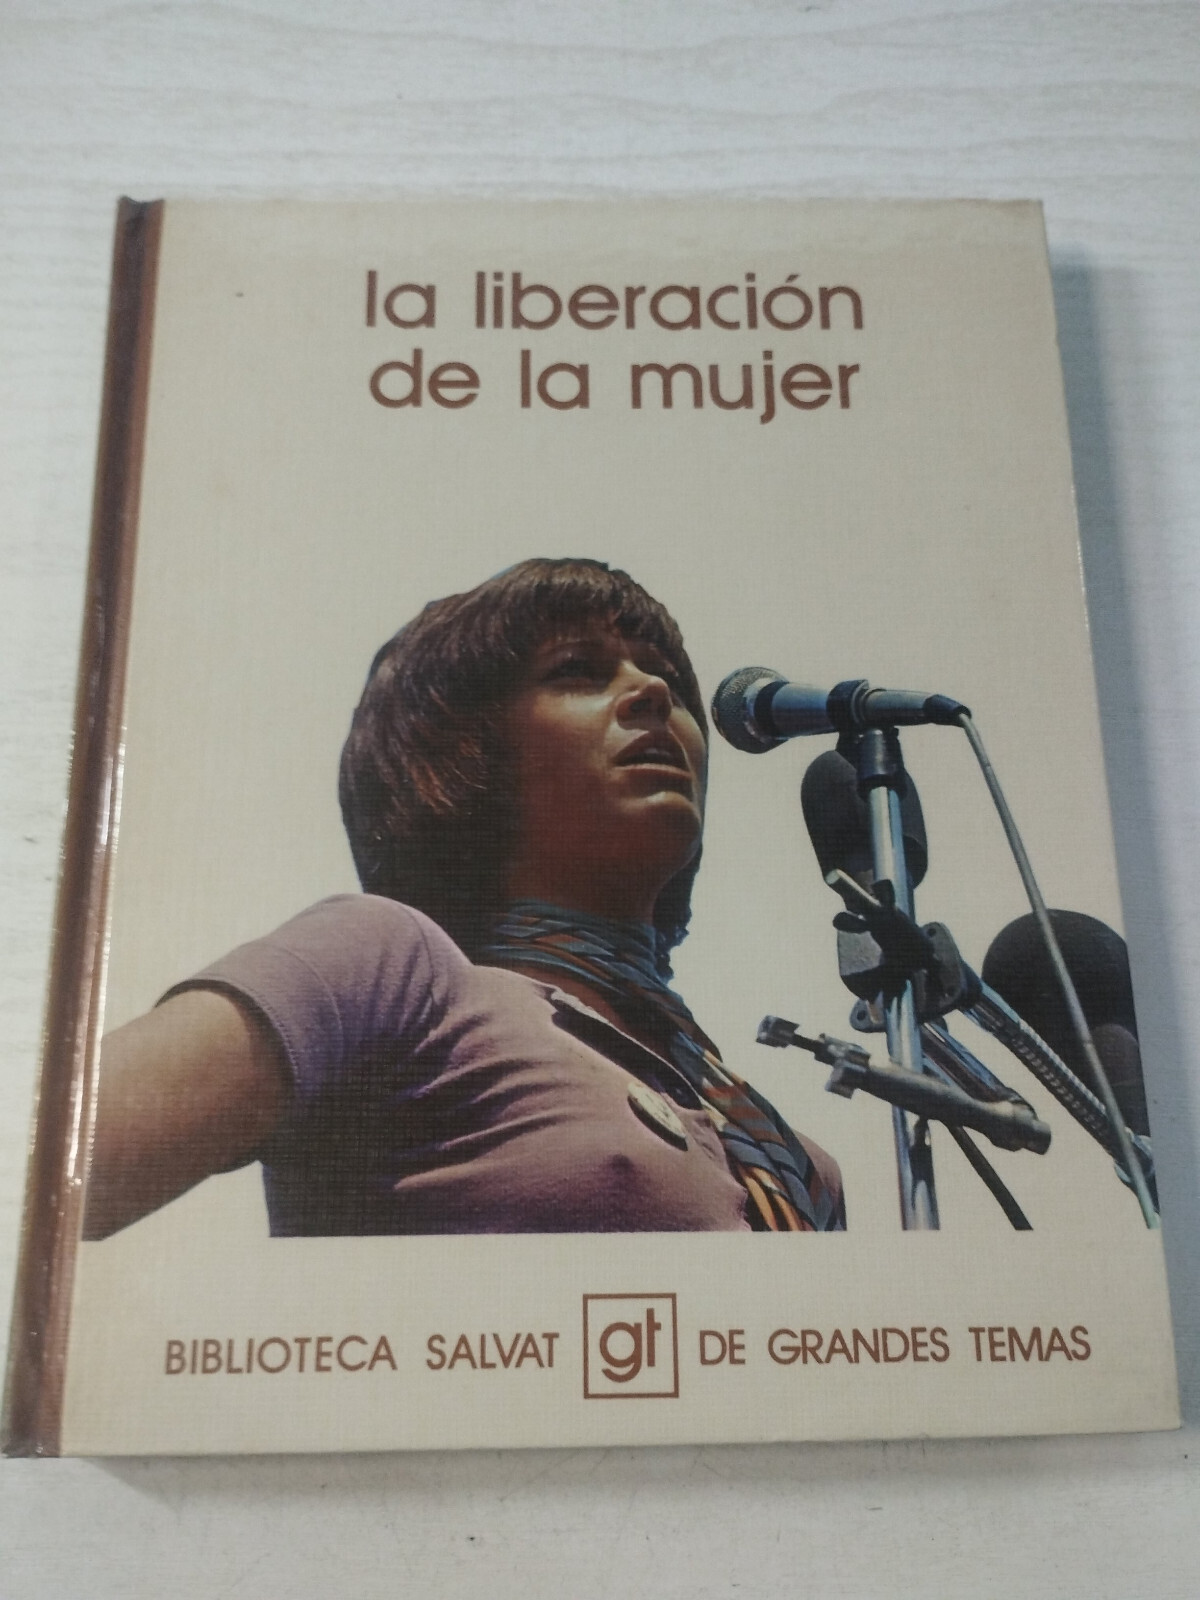 la liberación
de la mujer
BIBLIOTECA SALVAT gt DE GRANDES TEMAS